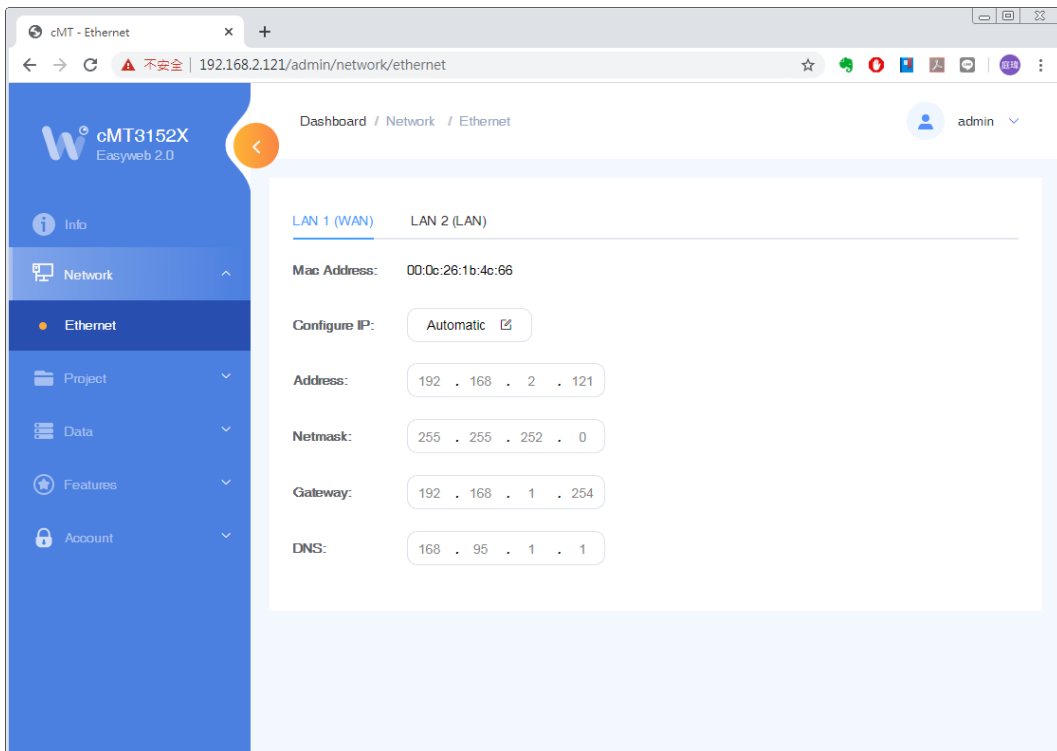 cMT - Ethernet
不安全 | 192.168.2.121/admin/network/ethernet
庭瑋
cMT3152X
Easyweb 2.0
Dashboard / Network / Ethernet
admin
Info
Network
Ethernet
Project
Data
Features
Account
LAN 1 (WAN) LAN 2 (LAN)
Mac Address: 00:0c:26:1b:4c:66
Configure IP: Automatic
Address: 192 . 168 . 2 . 121
Netmask: 255 . 255 . 252 . 0
Gateway: 192 . 168 . 1 . 254
DNS: 168 . 95 . 1 . 1